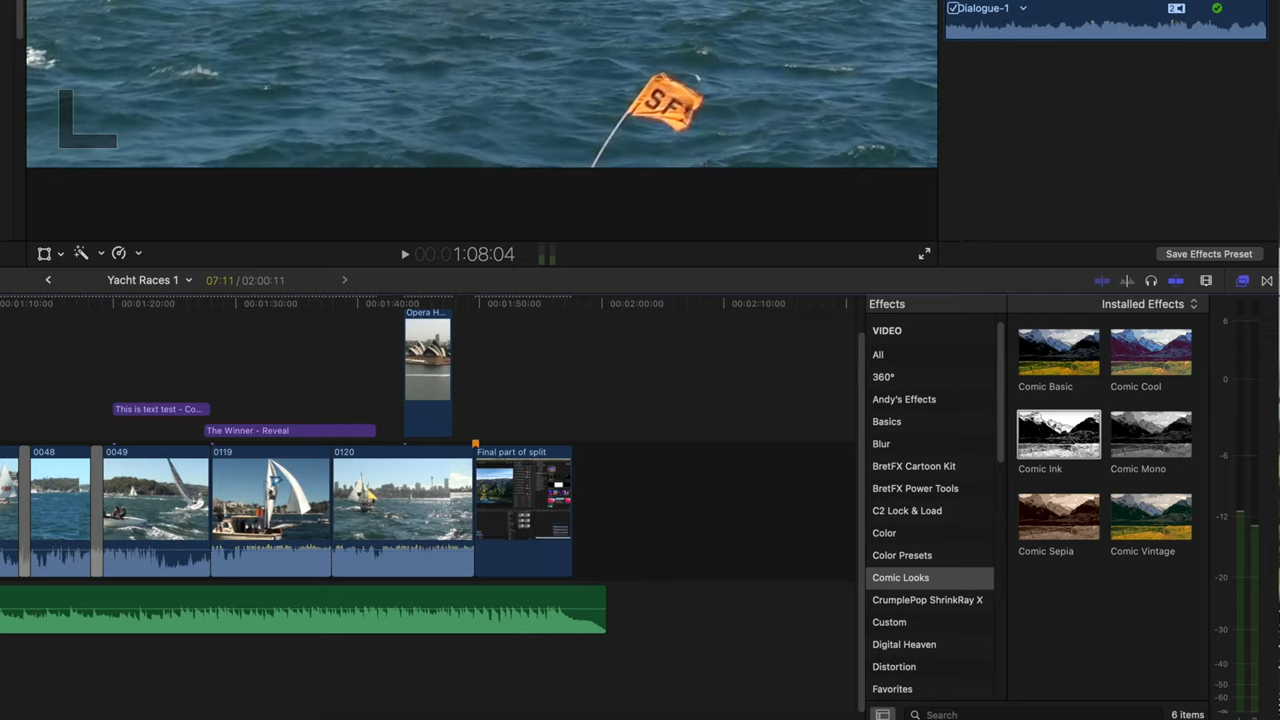 Dialogue-1
2
SF
00:00:1:08:04
Save Effects Preset
Yacht Races 1
07:11 / 02:00:11
00:01:10:00
00:01:20:00
00:01:30:00
00:01:40:00
00:01:50:00
00:02:00:00
00:02:10:00
Effects
Installed Effects
Opera H...
This is text test - Co...
The Winner - Reveal
0048
0049
0119
0120
Final part of split
VIDEO
All
360°
Andy's Effects
Basics
Blur
BretFX Cartoon Kit
BretFX Power Tools
C2 Lock & Load
Color
Color Presets
Comic Looks
CrumplePop ShrinkRay X
Custom
Digital Heaven
Distortion
Favorites
Comic Basic
Comic Cool
Comic Ink
Comic Mono
Comic Sepia
Comic Vintage
Search
6 items
6
0
-6
-12
-20
-30
-40
-50
-60
-∞